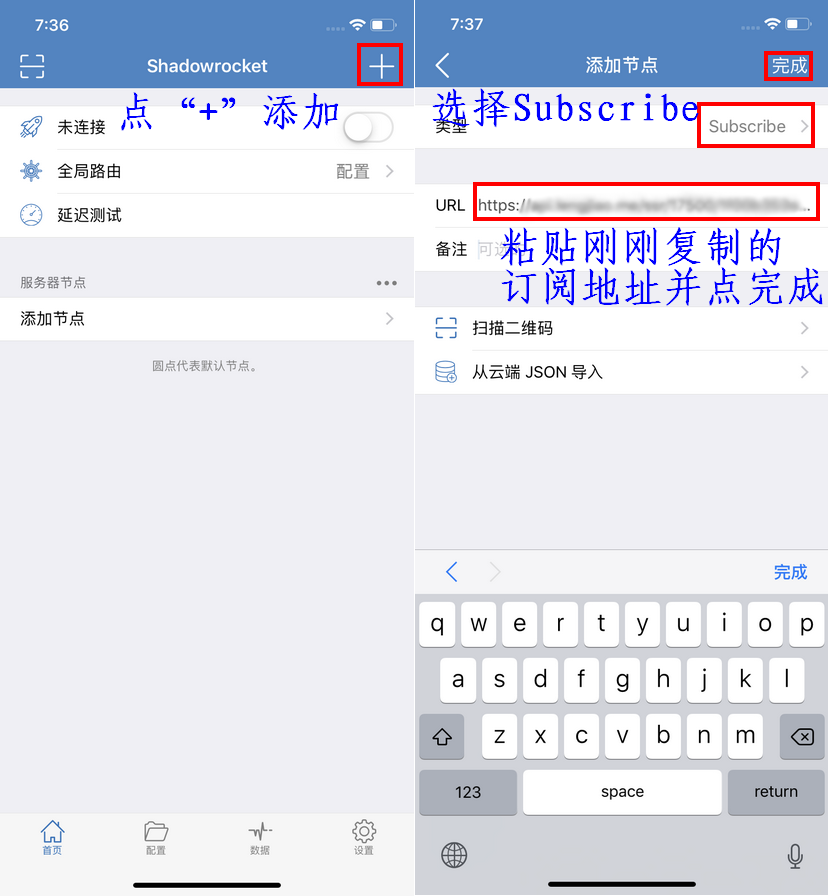 7:36
Shadowrocket
点“+”添加
未连接
全局路由
配置
延迟测试
服务器节点
添加节点
圆点代表默认节点。
首页
配置
数据
设置
7:37
添加节点
完成
选择Subscribe
类型
Subscribe
URL
https:/
备注
可选
粘贴刚刚复制的
订阅地址并点完成
扫描二维码
从云端 JSON 导入
完成
q w e r t y u i o p
a s d f g h j k l
z x c v b n m
123
space
return